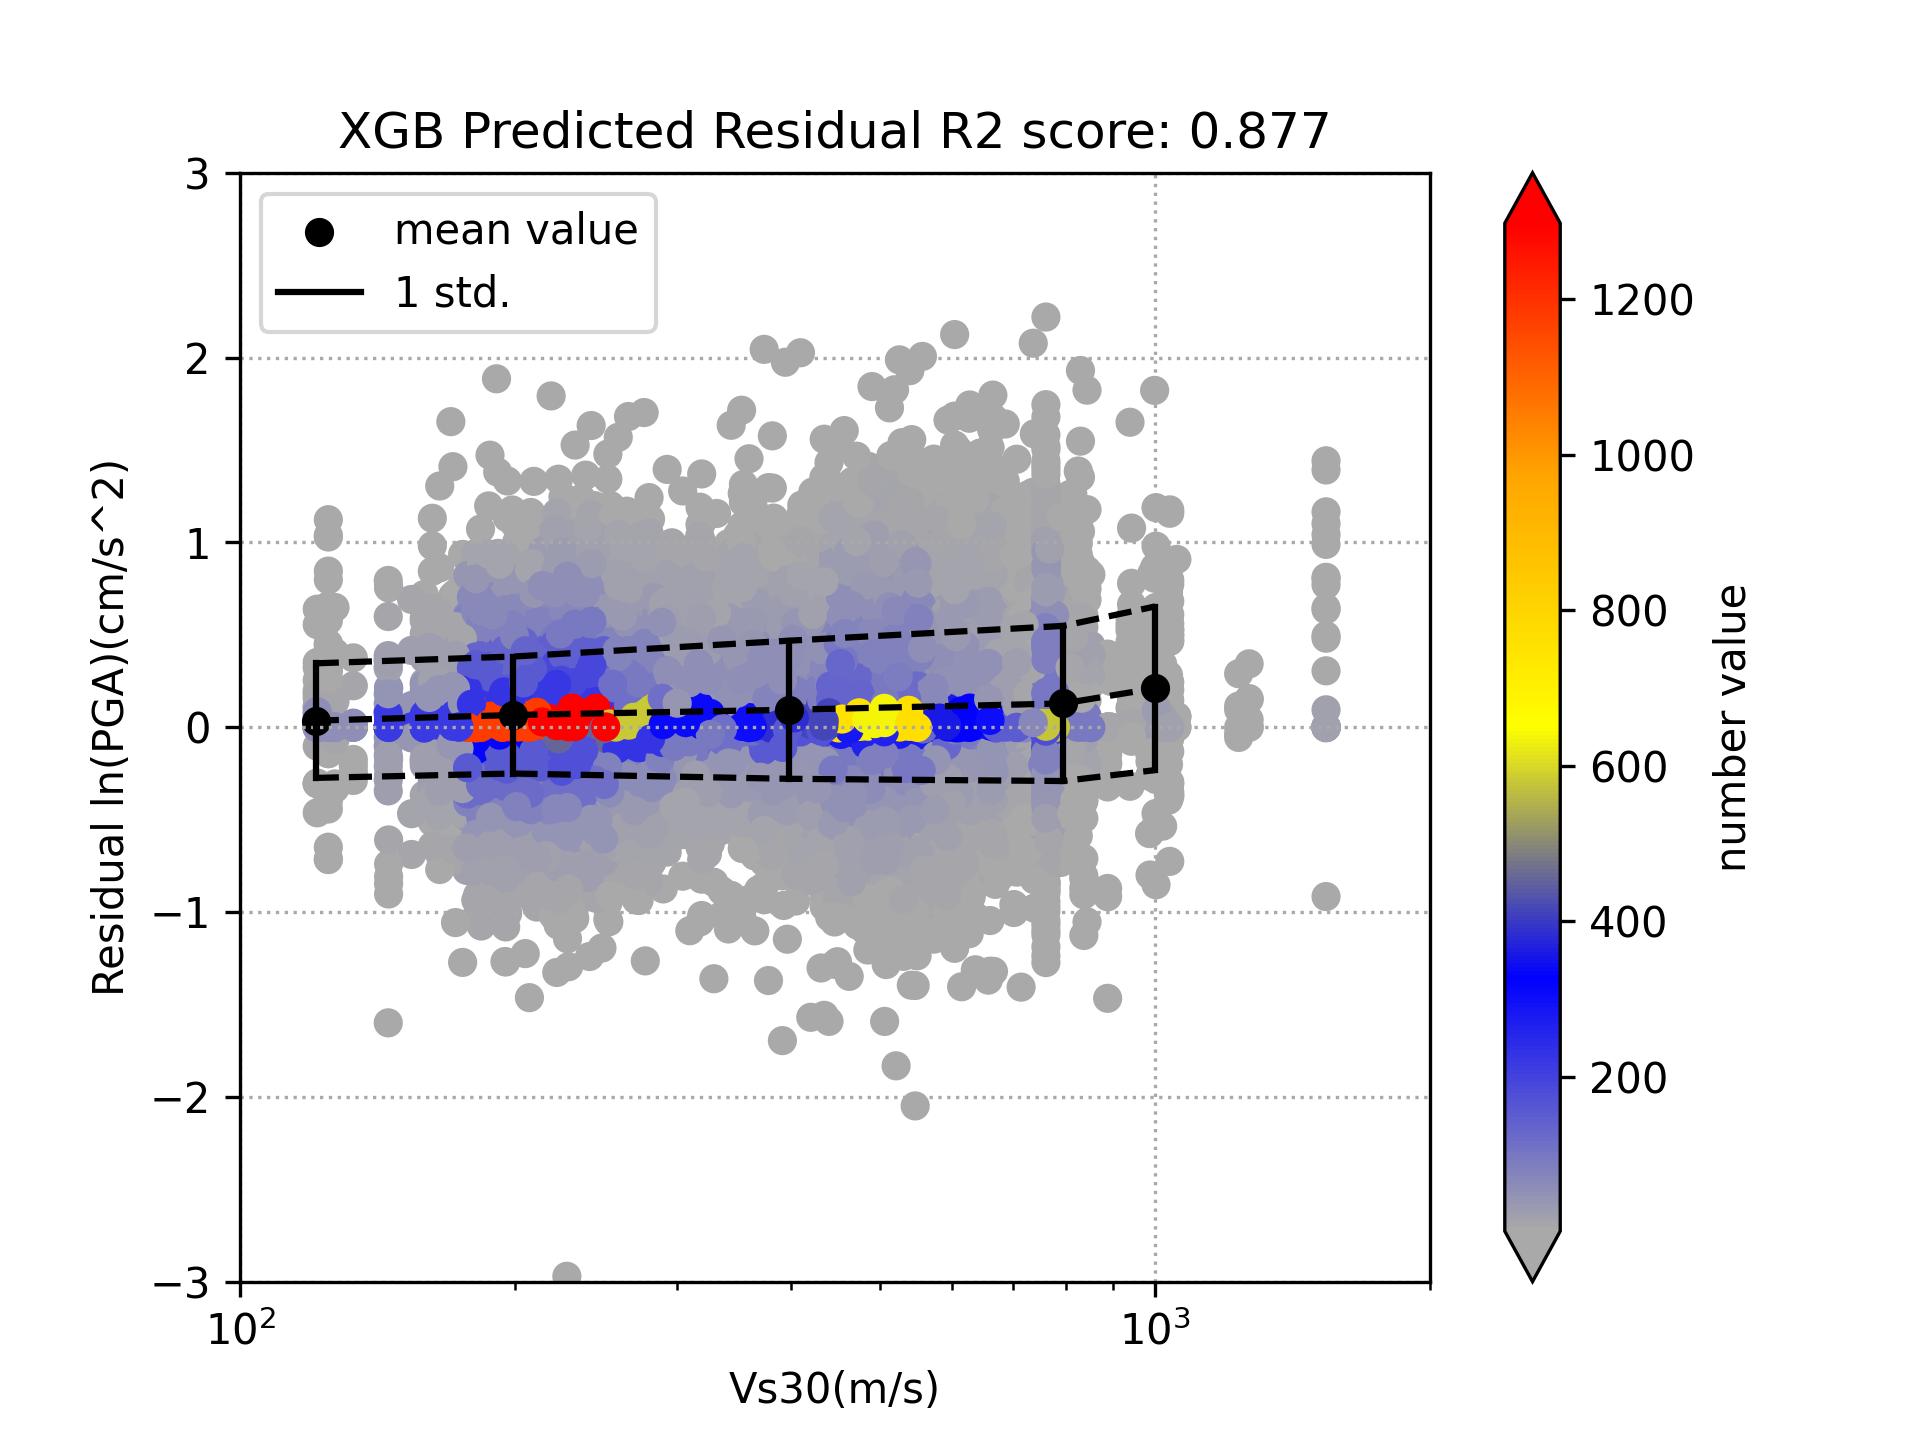 XGB Predicted Residual R2 score: 0.877
mean value
1 std.
3
2
1
0
−1
−2
−3
Residual ln(PGA)(cm/s^2)
10²
10³
Vs30(m/s)
1200
1000
800
600
400
200
number value